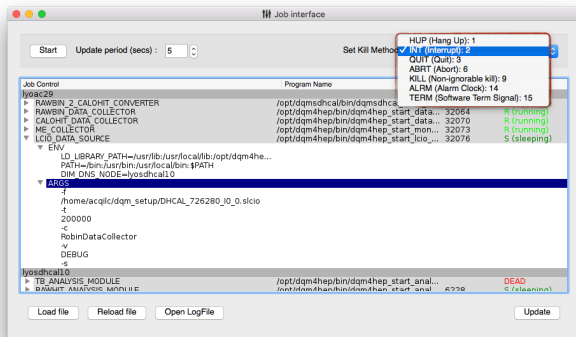 Job interface
Start
Update period (secs) :
5
Set Kill Method
HUP (Hang Up): 1
INT (Interrupt): 2
QUIT (Quit): 3
ABRT (Abort): 6
KILL (Non-ignorable kill): 9
ALRM (Alarm Clock): 14
TERM (Software Term Signal): 15
Job Control
Program Name
lyoac29
RAWBIN_2_CALOHIT_CONVERTER /opt/dqmsdhcal/bin/dqmsdhca...
RAWBIN_DATA_COLLECTOR /opt/dqm4hep/bin/dqm4hep_start_data... 32064 R (running)
CALOHIT_DATA_COLLECTOR /opt/dqm4hep/bin/dqm4hep_start_data... 32070 R (running)
ME_COLLECTOR /opt/dqm4hep/bin/dqm4hep_start_mon... 32073 R (running)
LCIO_DATA_SOURCE /opt/dqm4hep/bin/dqm4hep_start_lcio_... 32076 S (sleeping)
ENV
LD_LIBRARY_PATH=/usr/lib:/usr/local/lib:/opt/dqm4he...
PATH=/bin:/usr/bin:/usr/local/bin:$PATH
DIM_DNS_NODE=lyosdhcal10
ARGS
-f
/home/acqilc/dqm_setup/DHCAL_726280_I0_0.slcio
-t
200000
-c
RobinDataCollector
-v
DEBUG
-s
lyosdhcal10
TB_ANALYSIS_MODULE /opt/dqm4hep/bin/dqm4hep_start_anal... DEAD
RAWHIT_ANALYSIS_MODULE /opt/dqm4hep/bin/dqm4hep_start_anal... 6228 S (sleeping)
Load file
Reload file
Open LogFile
Update